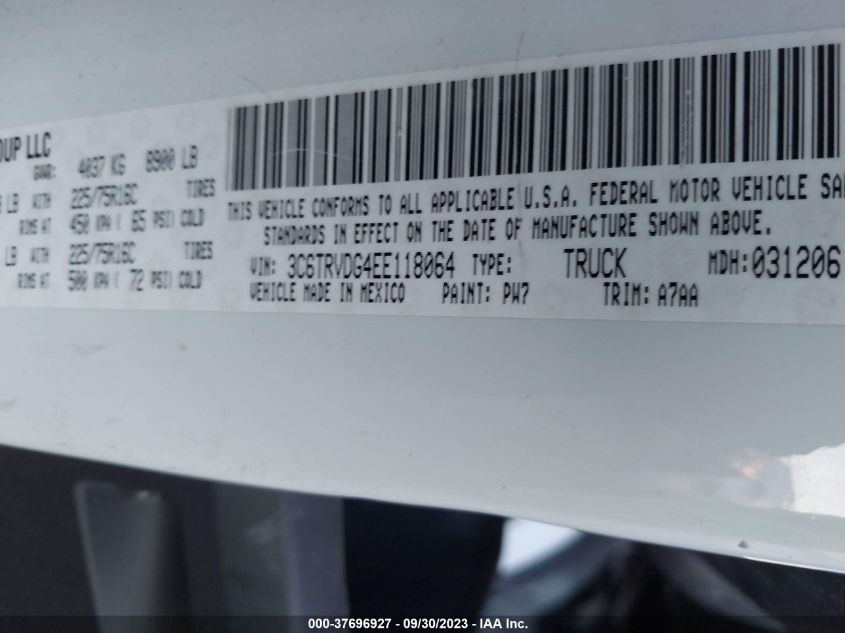 OUP LLC
GVWR: 4037 KG 8900 LB
LB WITH 225/75R16C TIRES
RIMS AT 450 KPA ( 65 PSI) COLD
LB WITH 225/75R16C TIRES
RIMS AT 500 KPA ( 72 PSI) COLD
THIS VEHICLE CONFORMS TO ALL APPLICABLE U.S.A. FEDERAL MOTOR VEHICLE SA
STANDARDS IN EFFECT ON THE DATE OF MANUFACTURE SHOWN ABOVE.
VIN: 3C6TRVDG4EE118064 TYPE: TRUCK MDH:031206
VEHICLE MADE IN MEXICO PAINT: PW7 TRIM: A7AA
000-37696927 / 09/30/2023 - IAA Inc.